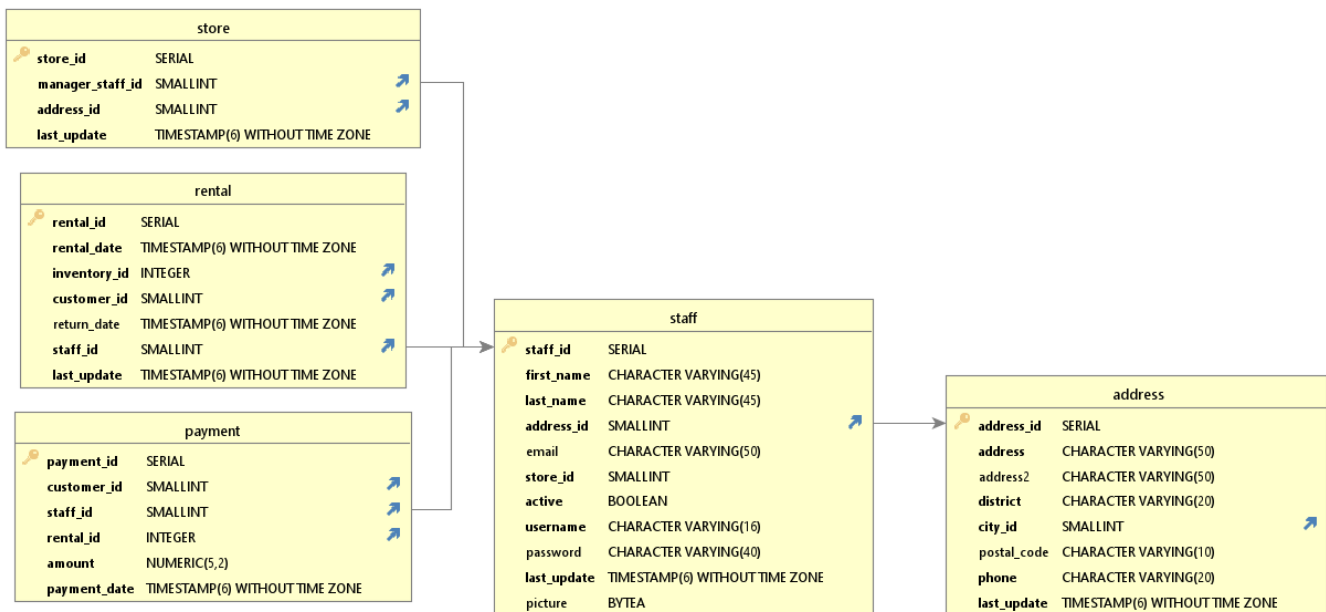 store
store_id SERIAL
manager_staff_id SMALLINT
address_id SMALLINT
last_update TIMESTAMP(6) WITHOUT TIME ZONE
rental
rental_id SERIAL
rental_date TIMESTAMP(6) WITHOUT TIME ZONE
inventory_id INTEGER
customer_id SMALLINT
return_date TIMESTAMP(6) WITHOUT TIME ZONE
staff_id SMALLINT
last_update TIMESTAMP(6) WITHOUT TIME ZONE
payment
payment_id SERIAL
customer_id SMALLINT
staff_id SMALLINT
rental_id INTEGER
amount NUMERIC(5,2)
payment_date TIMESTAMP(6) WITHOUT TIME ZONE
staff
staff_id SERIAL
first_name CHARACTER VARYING(45)
last_name CHARACTER VARYING(45)
address_id SMALLINT
email CHARACTER VARYING(50)
store_id SMALLINT
active BOOLEAN
username CHARACTER VARYING(16)
password CHARACTER VARYING(40)
last_update TIMESTAMP(6) WITHOUT TIME ZONE
picture BYTEA
address
address_id SERIAL
address CHARACTER VARYING(50)
address2 CHARACTER VARYING(50)
district CHARACTER VARYING(20)
city_id SMALLINT
postal_code CHARACTER VARYING(10)
phone CHARACTER VARYING(20)
last_update TIMESTAMP(6) WITHOUT TIME ZONE